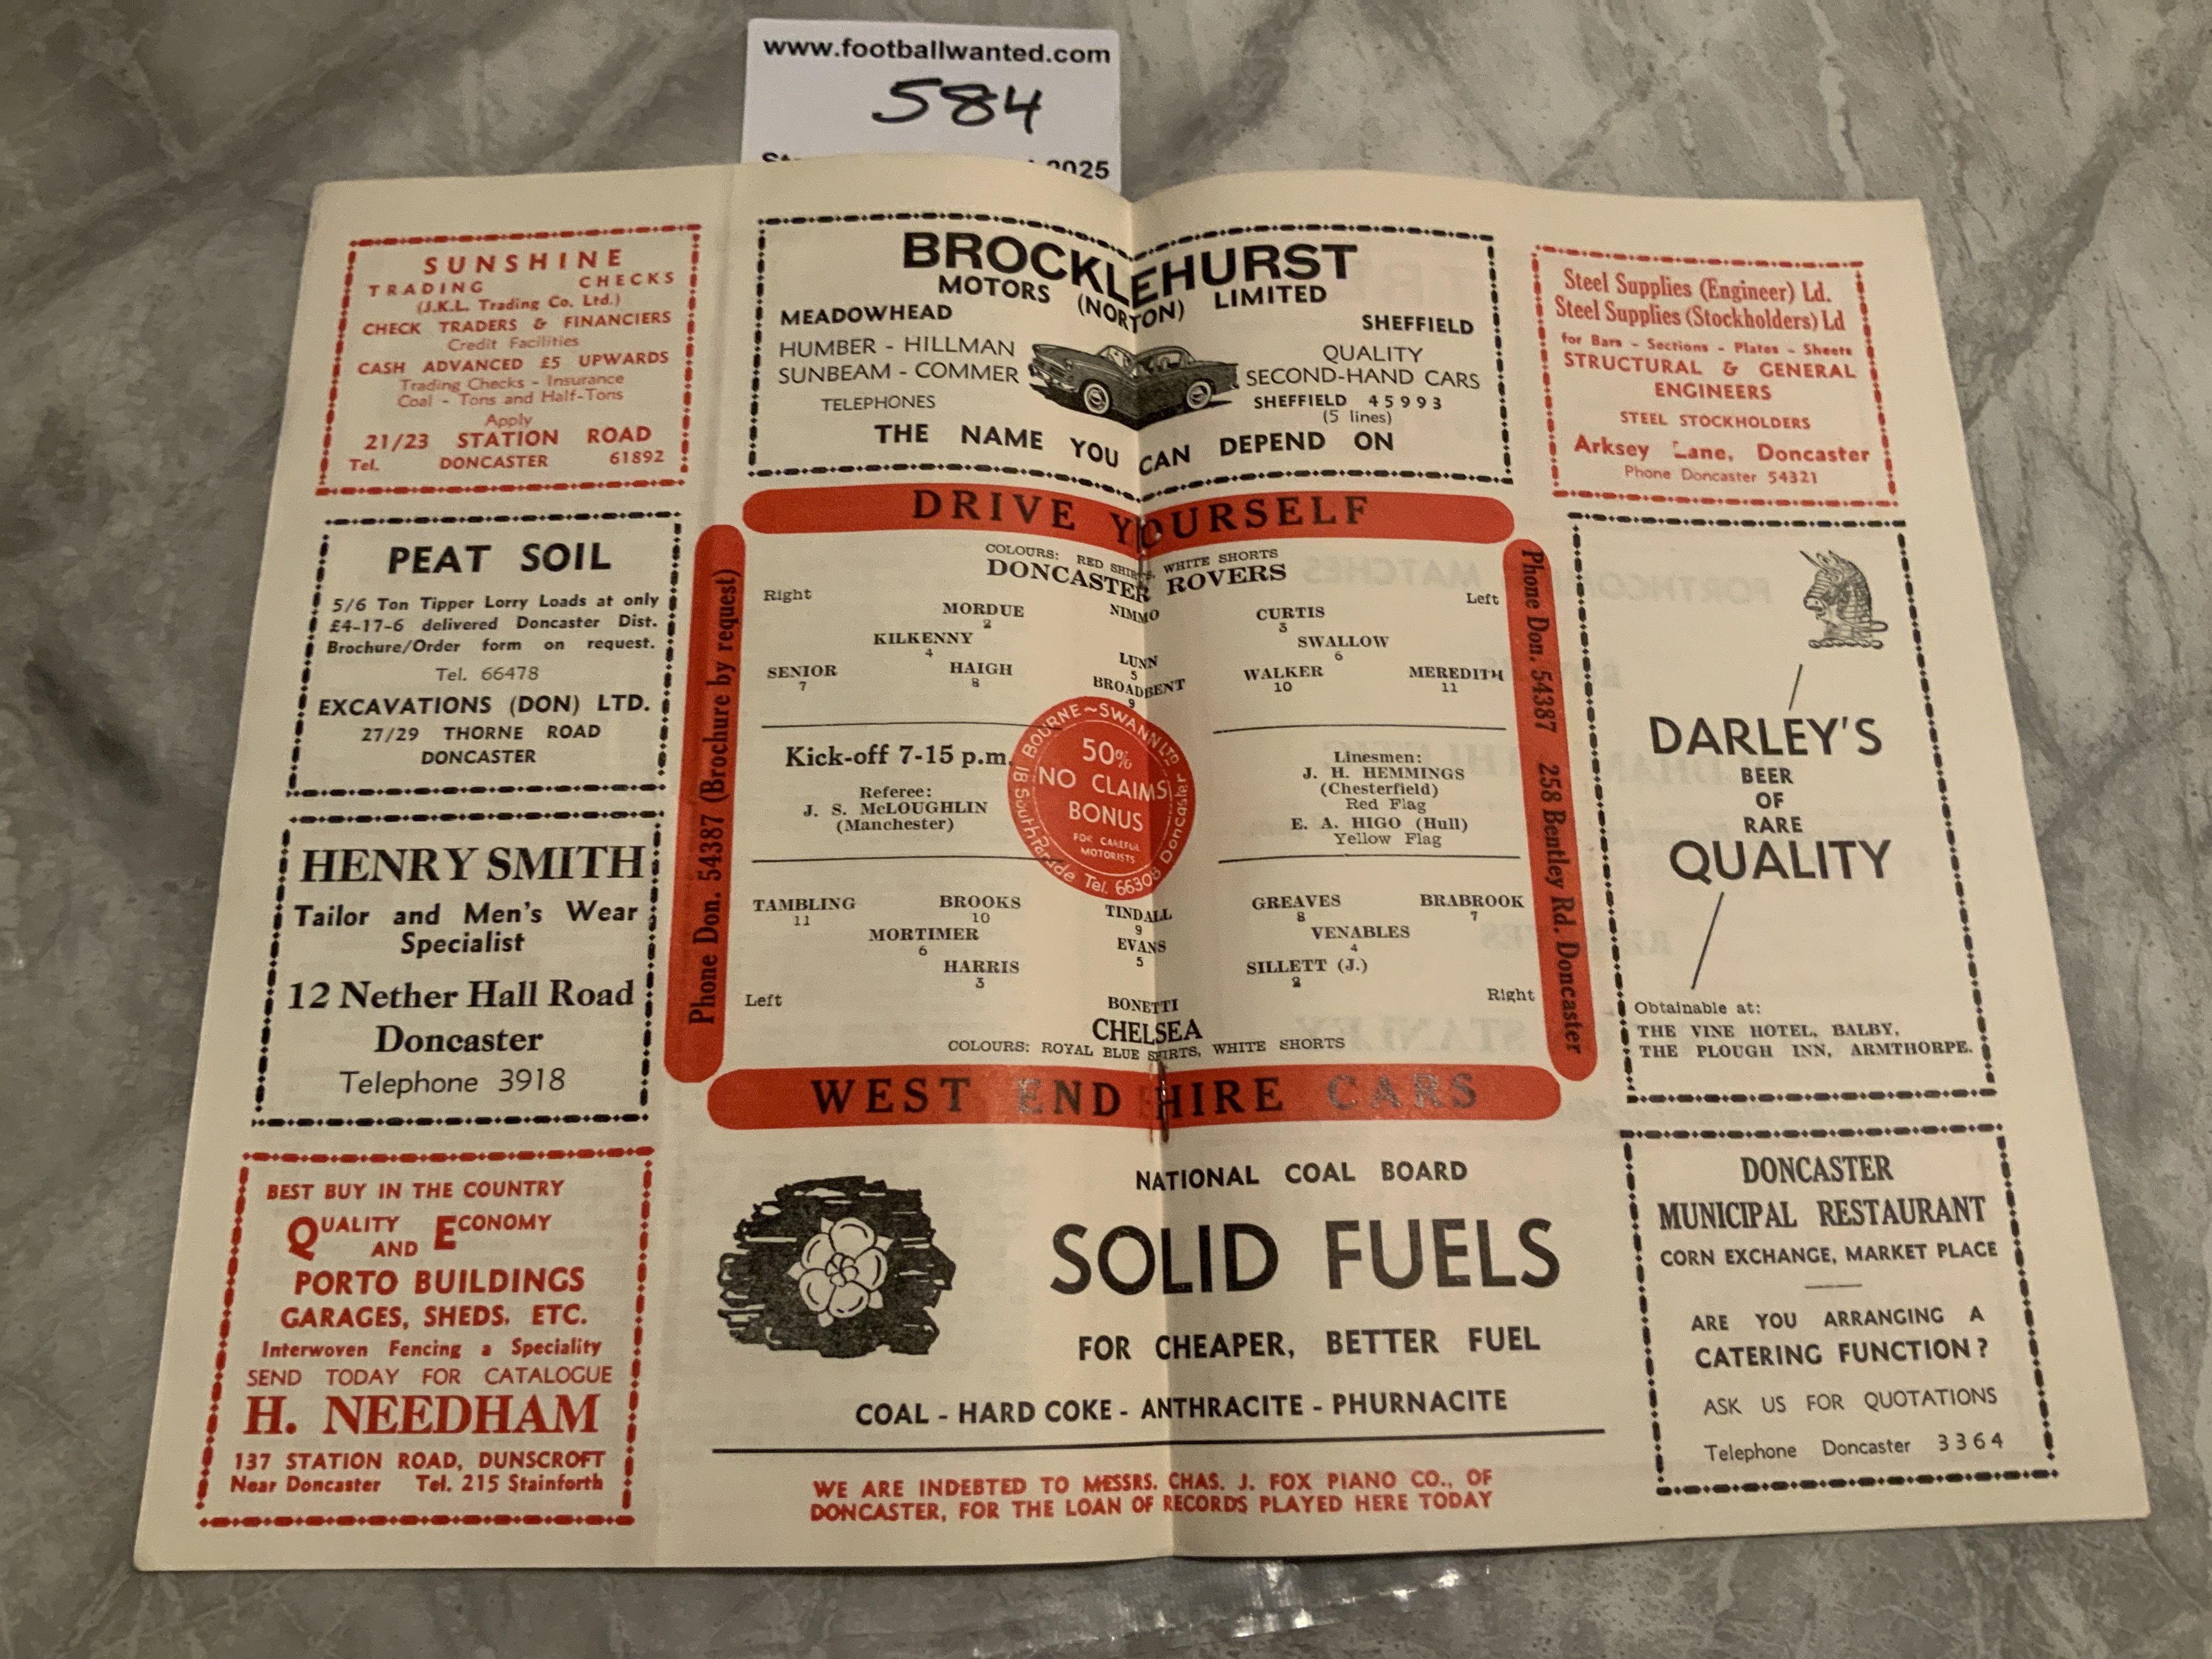 www.footballwanted.com
584
2025
SUNSHINE
TRADING CHECKS
(J.K.L. Trading Co. Ltd.)
CHECK TRADERS & FINANCIERS
Credit Facilities
CASH ADVANCED £5 UPWARDS
Trading Checks - Insurance
Coal - Tons and Half-Tons
Apply
21/23 STATION ROAD
Tel. DONCASTER 61892
PEAT SOIL
5/6 Ton Tipper Lorry Loads at only
£4-17-6 delivered Doncaster Dist.
Brochure/Order form on request.
Tel. 66478
EXCAVATIONS (DON) LTD.
27/29 THORNE ROAD
DONCASTER
HENRY SMITH
Tailor and Men's Wear
Specialist
12 Nether Hall Road
Doncaster
Telephone 3918
BEST BUY IN THE COUNTRY
QUALITY AND ECONOMY
PORTO BUILDINGS
GARAGES, SHEDS, ETC.
Interwoven Fencing a Speciality
SEND TODAY FOR CATALOGUE
H. NEEDHAM
137 STATION ROAD, DUNSCROFT
Near Doncaster Tel. 215 Stainforth
BROCKLEHURST
MOTORS (NORTON) LIMITED
MEADOWHEAD SHEFFIELD
HUMBER - HILLMAN
SUNBEAM - COMMER
TELEPHONES
QUALITY
SECOND-HAND CARS
SHEFFIELD 45993
(5 lines)
THE NAME YOU CAN DEPEND ON
DRIVE YOURSELF
Phone Don. 54387 (Brochure by request)
COLOURS: RED SHIRTS, WHITE SHORTS
DONCASTER ROVERS
Right Left
NIMMO
MORDUE CURTIS
2 3
KILKENNY LUNN SWALLOW
4 5 6
SENIOR HAIGH BROADBENT WALKER MEREDITH
7 8 9 10 11
Kick-off 7-15 p.m.
Referee:
J. S. McLOUGHLIN
(Manchester)
BOURNE~SWANN LTD
50%
NO CLAIMS
BONUS
FOR CAREFUL
MOTORISTS
18 South Parade Tel. 66308 Doncaster
Linesmen:
J. H. HEMMINGS
(Chesterfield)
Red Flag
E. A. HIGO (Hull)
Yellow Flag
TAMBLING BROOKS TINDALL GREAVES BRABROOK
11 10 9 8 7
MORTIMER EVANS VENABLES
6 5 4
HARRIS SILLETT (J.)
3 2
Left Right
BONETTI
CHELSEA
COLOURS: ROYAL BLUE SHIRTS, WHITE SHORTS
Phone Don. 54387 258 Bentley Rd. Doncaster
WEST END HIRE CARS
NATIONAL COAL BOARD
SOLID FUELS
FOR CHEAPER, BETTER FUEL
COAL - HARD COKE - ANTHRACITE - PHURNACITE
WE ARE INDEBTED TO MESSRS. CHAS. J. FOX PIANO CO., OF
DONCASTER, FOR THE LOAN OF RECORDS PLAYED HERE TODAY
Steel Supplies (Engineer) Ld.
Steel Supplies (Stockholders) Ld
for Bars - Sections - Plates - Sheets
STRUCTURAL & GENERAL
ENGINEERS
STEEL STOCKHOLDERS
Arksey Lane, Doncaster
Phone Doncaster 54321
DARLEY'S
BEER
OF
RARE
QUALITY
Obtainable at:
THE VINE HOTEL, BALBY,
THE PLOUGH INN, ARMTHORPE.
DONCASTER
MUNICIPAL RESTAURANT
CORN EXCHANGE, MARKET PLACE
ARE YOU ARRANGING A
CATERING FUNCTION?
ASK US FOR QUOTATIONS
Telephone Doncaster 3364